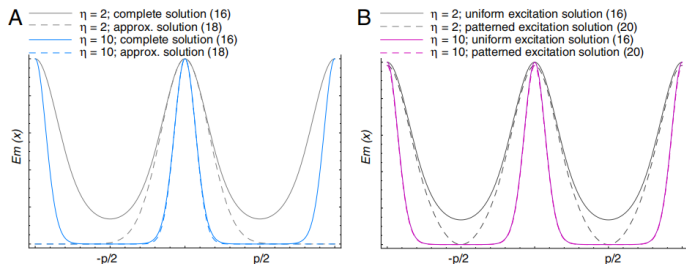 A
η = 2; complete solution (16)
η = 2; approx. solution (18)
η = 10; complete solution (16)
η = 10; approx. solution (18)
Em (x)
-p/2
p/2
B
η = 2; uniform excitation solution (16)
η = 2; patterned excitation solution (20)
η = 10; uniform excitation solution (16)
η = 10; patterned excitation solution (20)
Em (x)
-p/2
p/2